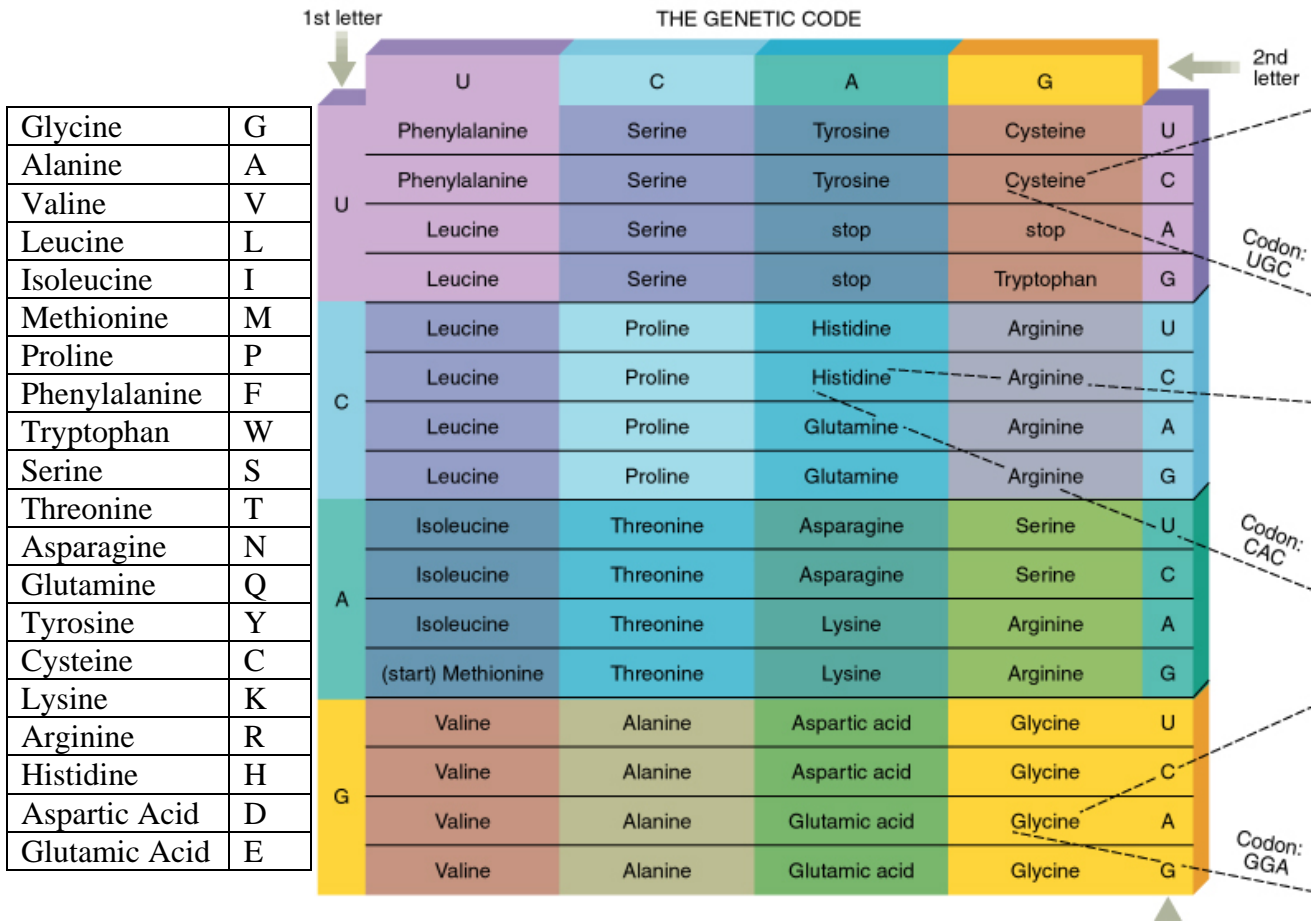 1st letter
THE GENETIC CODE
2nd
letter
U C A G
Glycine G
Alanine A
Valine V
Leucine L
Isoleucine I
Methionine M
Proline P
Phenylalanine F
Tryptophan W
Serine S
Threonine T
Asparagine N
Glutamine Q
Tyrosine Y
Cysteine C
Lysine K
Arginine R
Histidine H
Aspartic Acid D
Glutamic Acid E
U
Phenylalanine Serine Tyrosine Cysteine U
Phenylalanine Serine Tyrosine Cysteine C
Leucine Serine stop stop A
Leucine Serine stop Tryptophan G
C
Leucine Proline Histidine Arginine U
Leucine Proline Histidine Arginine C
Leucine Proline Glutamine Arginine A
Leucine Proline Glutamine Arginine G
A
Isoleucine Threonine Asparagine Serine U
Isoleucine Threonine Asparagine Serine C
Isoleucine Threonine Lysine Arginine A
(start) Methionine Threonine Lysine Arginine G
G
Valine Alanine Aspartic acid Glycine U
Valine Alanine Aspartic acid Glycine C
Valine Alanine Glutamic acid Glycine A
Valine Alanine Glutamic acid Glycine G
Codon:
UGC
Codon:
CAC
Codon:
GGA